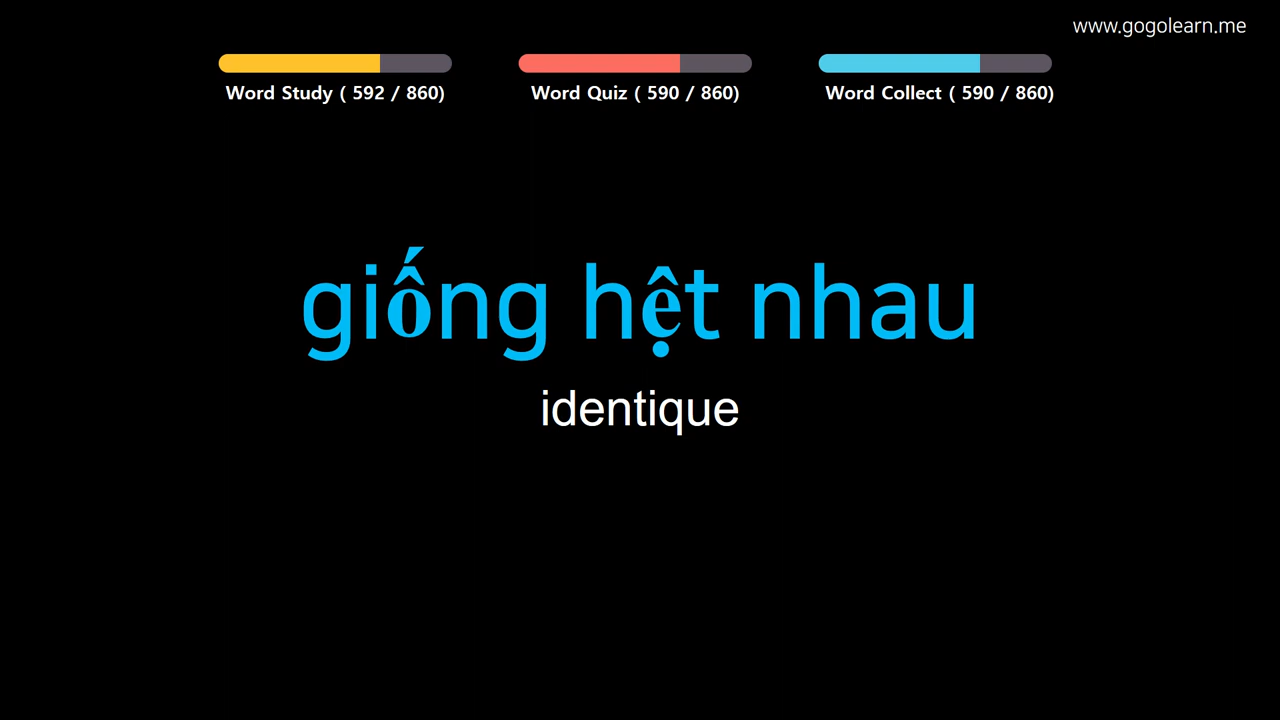 www.gogolearn.me
Word Study ( 592 / 860)
Word Quiz ( 590 / 860)
Word Collect ( 590 / 860)
giống hệt nhau
identique